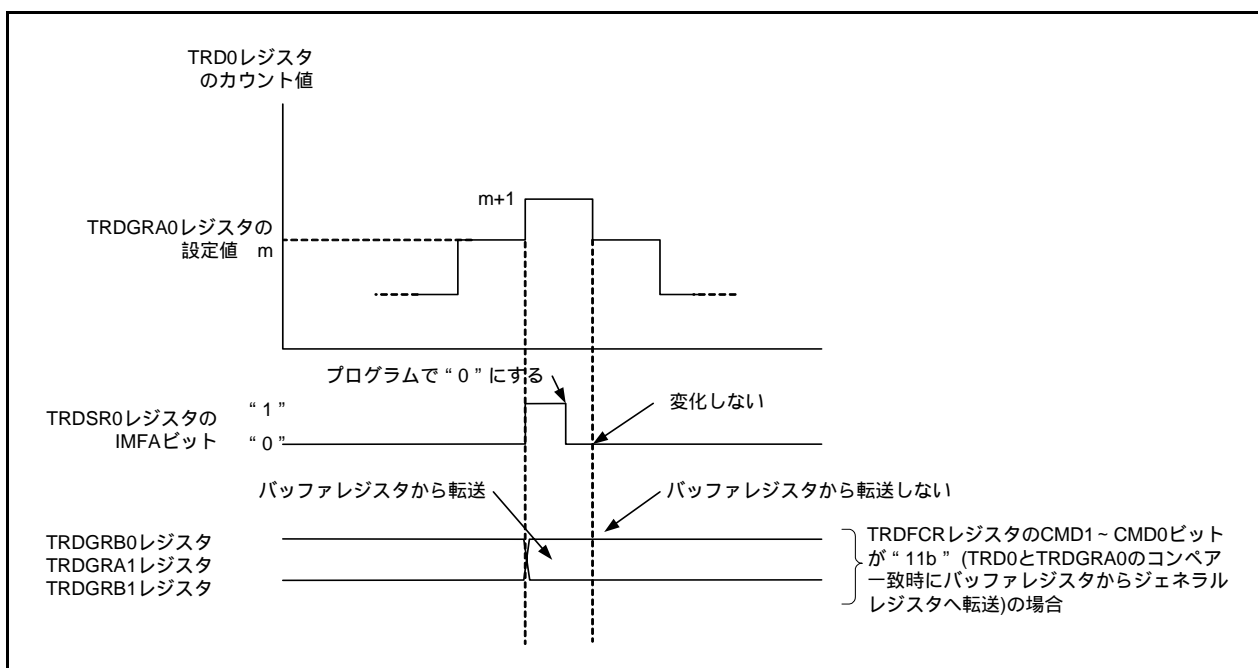 TRD0レジスタ
のカウント値
m+1
TRDGRA0レジスタの
設定値 m
プログラムで“0”にする
変化しない
TRDSR0レジスタの
IMFAビット
“1”
“0”
バッファレジスタから転送
バッファレジスタから転送しない
TRDGRB0レジスタ
TRDGRA1レジスタ
TRDGRB1レジスタ
TRDFCRレジスタのCMD1~CMD0ビット
が“11b”(TRD0とTRDGRA0のコンペア
一致時にバッファレジスタからジェネラル
レジスタへ転送)の場合